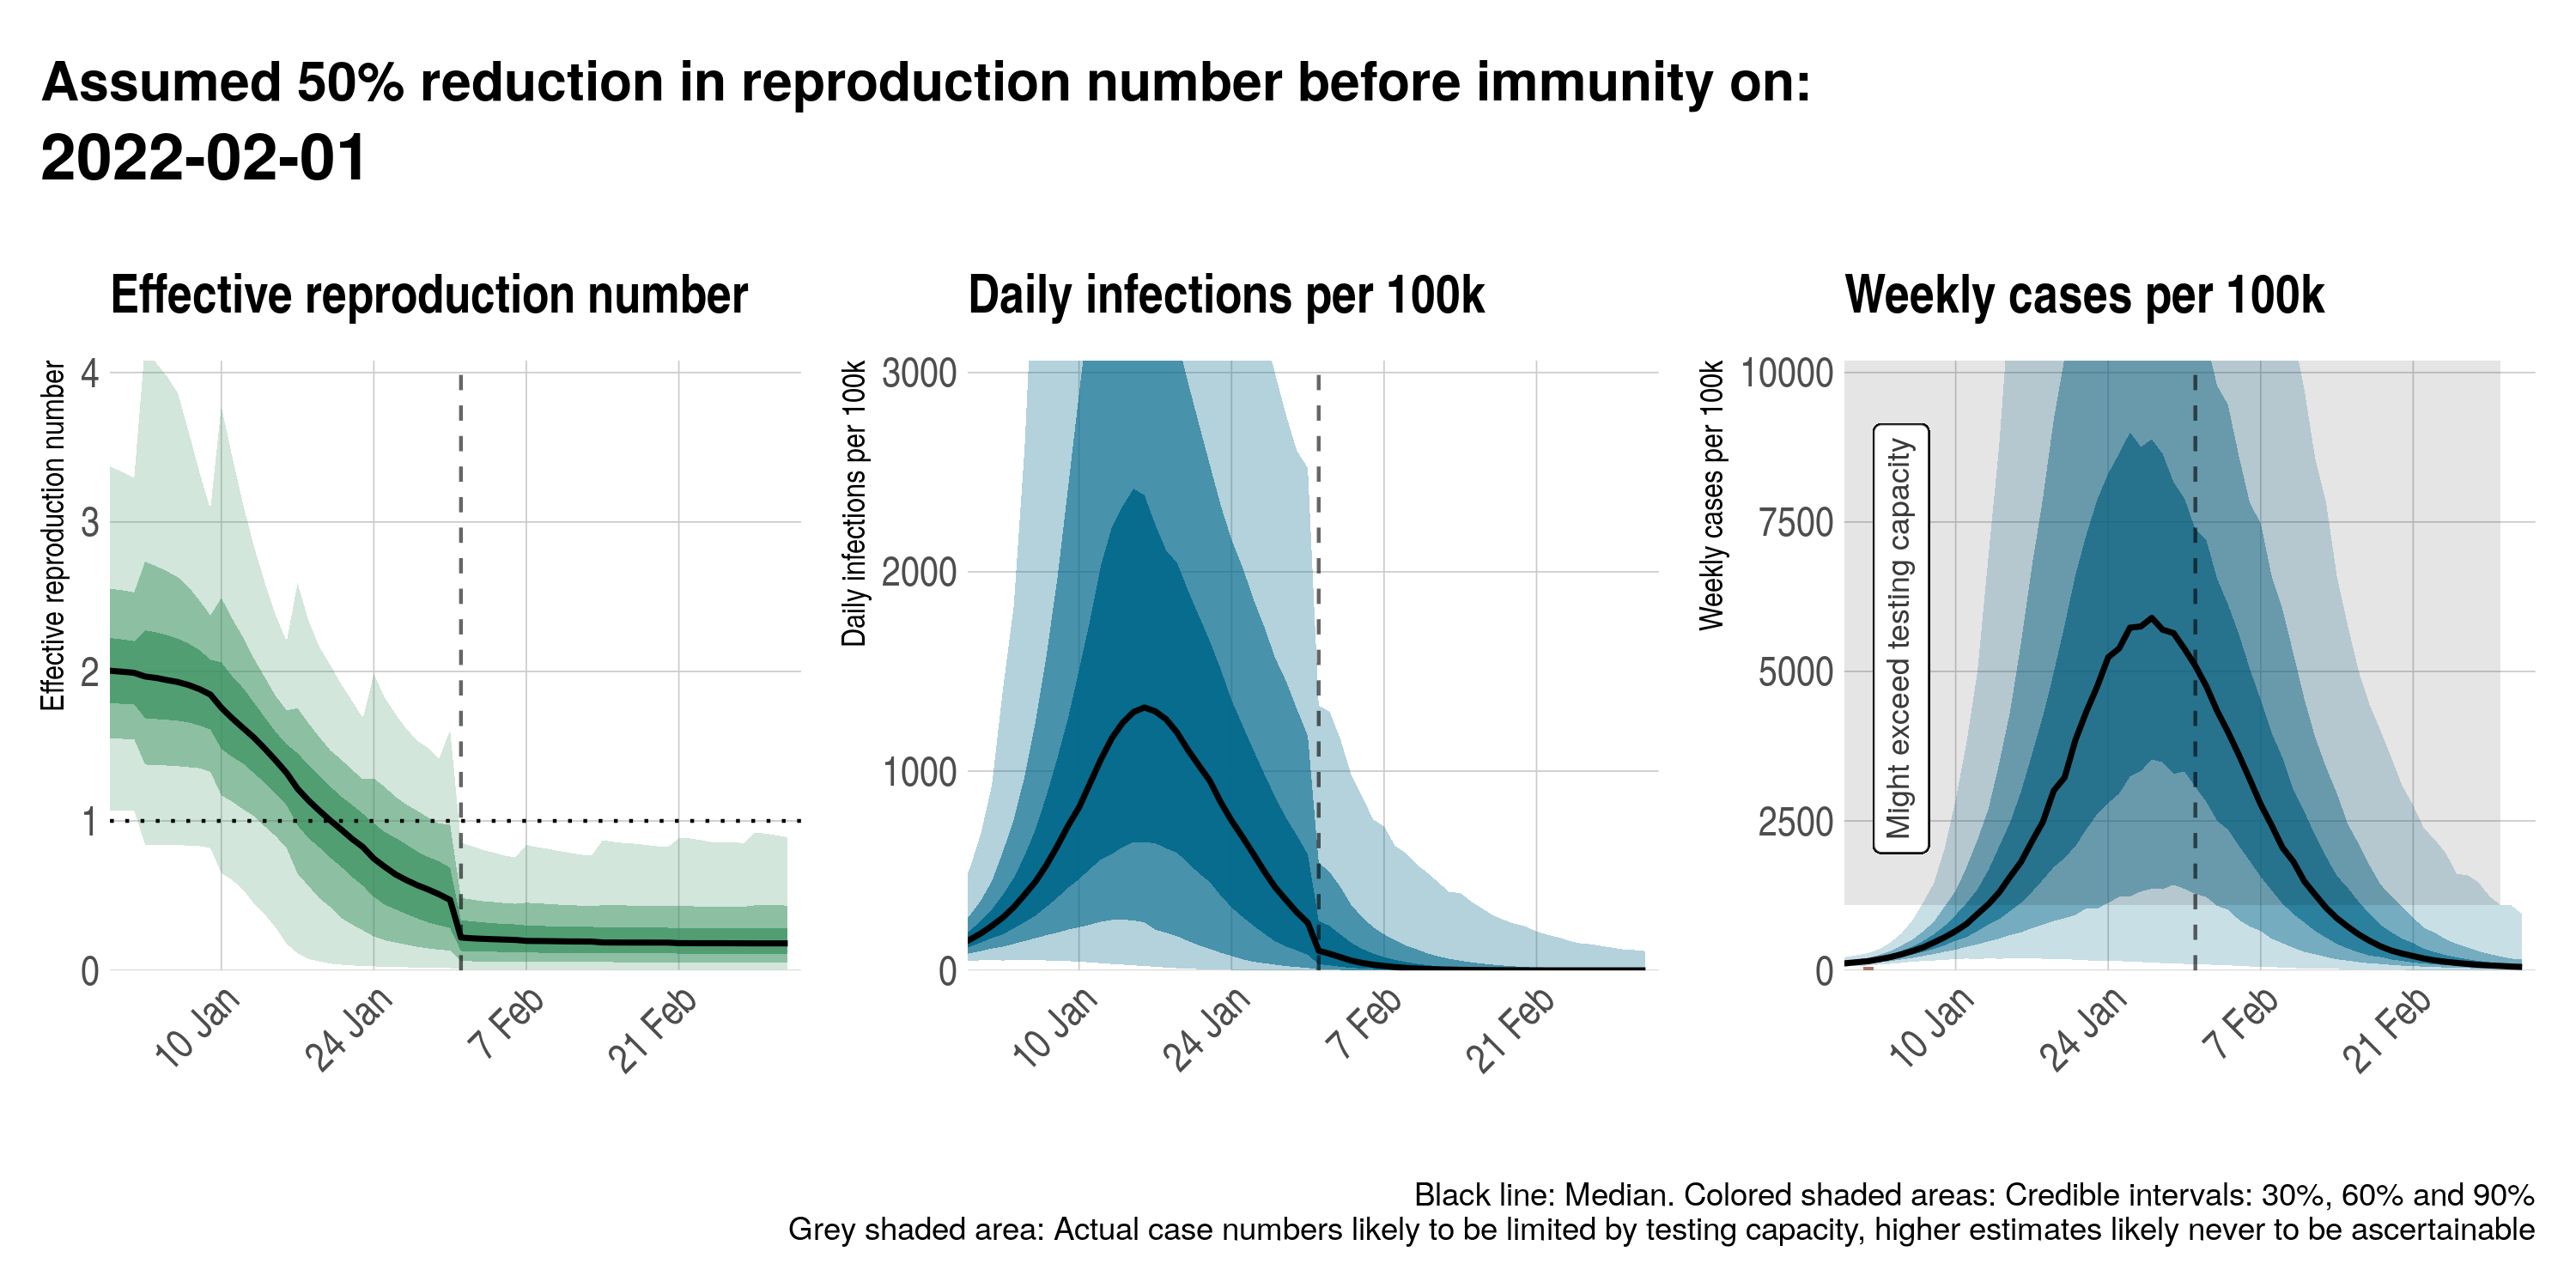 Assumed 50% reduction in reproduction number before immunity on:
2022-02-01
Effective reproduction number
Effective reproduction number
4
3
2
1
0
10 Jan
24 Jan
7 Feb
21 Feb
Daily infections per 100k
Daily infections per 100k
3000
2000
1000
0
10 Jan
24 Jan
7 Feb
21 Feb
Weekly cases per 100k
Weekly cases per 100k
10000
7500
5000
2500
0
Might exceed testing capacity
10 Jan
24 Jan
7 Feb
21 Feb
Black line: Median. Colored shaded areas: Credible intervals: 30%, 60% and 90%
Grey shaded area: Actual case numbers likely to be limited by testing capacity, higher estimates likely never to be ascertainable